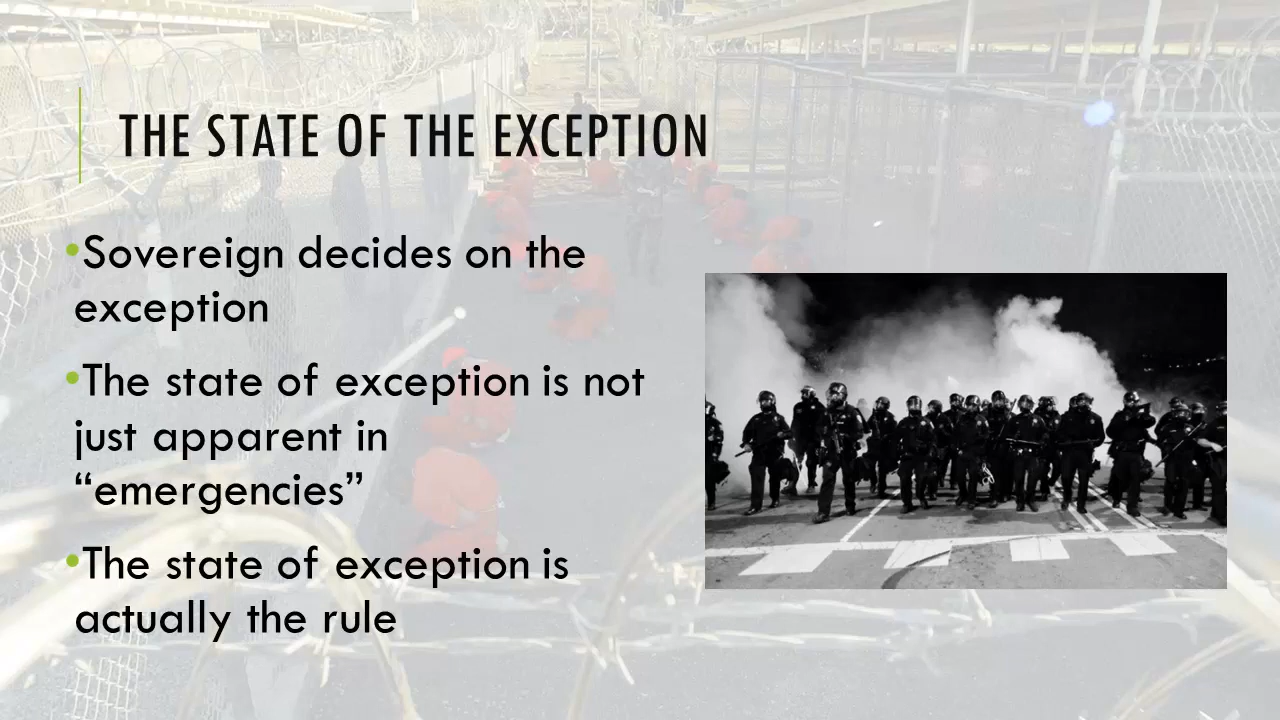 THE STATE OF THE EXCEPTION
•Sovereign decides on the
exception
•The state of exception is not
just apparent in
“emergencies”
•The state of exception is
actually the rule